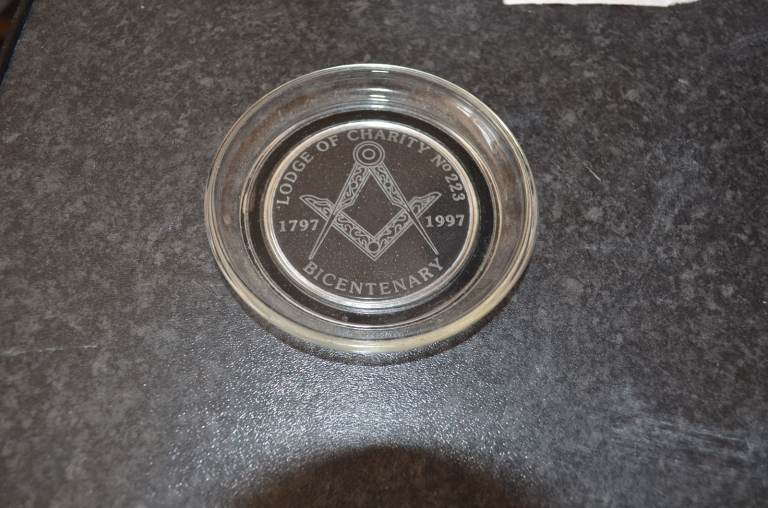 LODGE OF CHARITY No 223
1797 1997
BICENTENARY